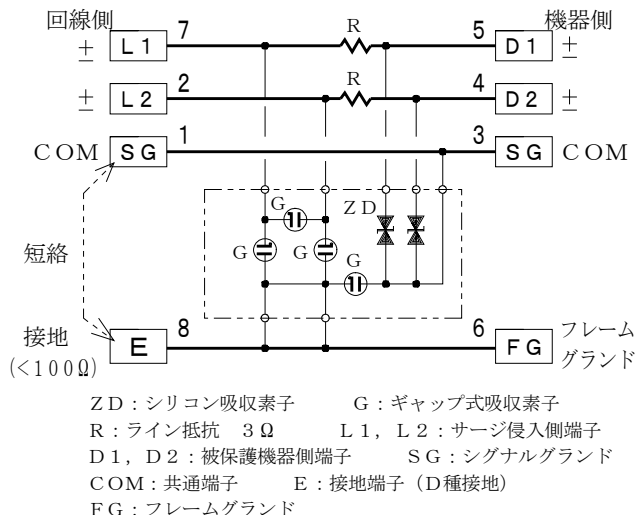 回線側 7 R 5 機器側
± L1 D1 ±
2 R 4
± L2 D2 ±
1 3
COM SG SG COM
G ZD
G G
G
短絡
接地 8 6 フレーム
(<100Ω) E FG グランド
ZD:シリコン吸収素子 G:ギャップ式吸収素子
R:ライン抵抗 3Ω L1,L2:サージ侵入側端子
D1,D2:被保護機器側端子 SG:シグナルグランド
COM:共通端子 E:接地端子(D種接地)
FG:フレームグランド